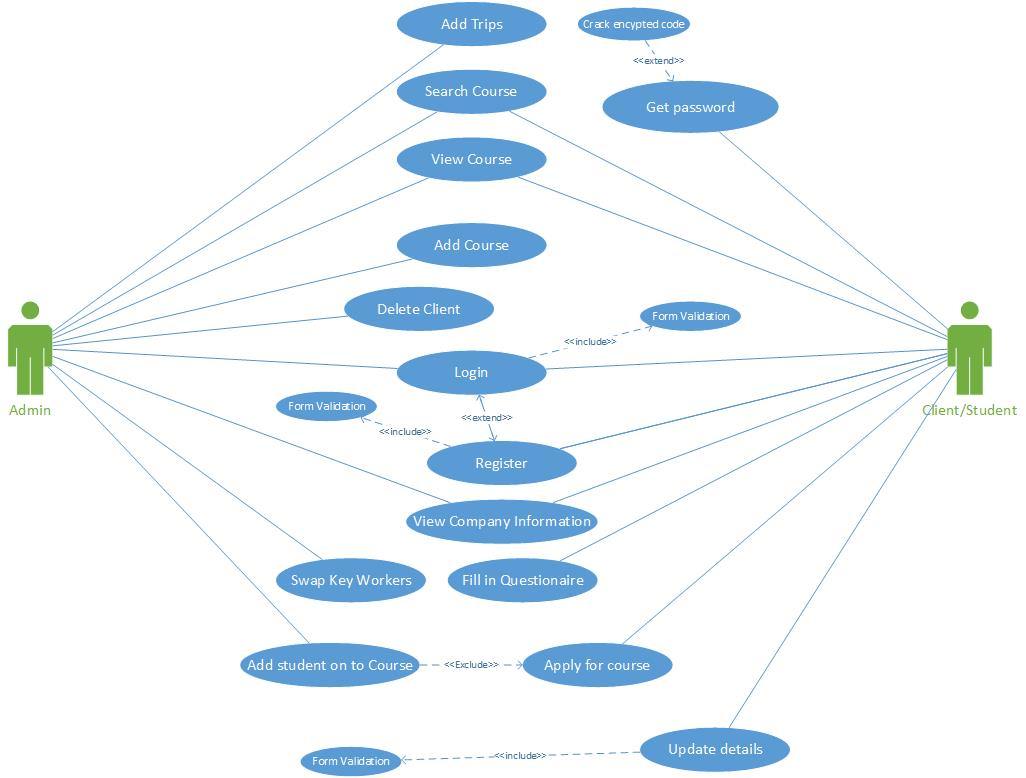 Add Trips
Crack encypted code
<<extend>>
Search Course
Get password
View Course
Add Course
Delete Client
Form Validation
<<include>>
Login
Admin
Client/Student
Form Validation
<<extend>>
<<include>>
Register
View Company Information
Swap Key Workers
Fill in Questionaire
Add student on to Course
<<Exclude>>
Apply for course
Update details
<<include>>
Form Validation